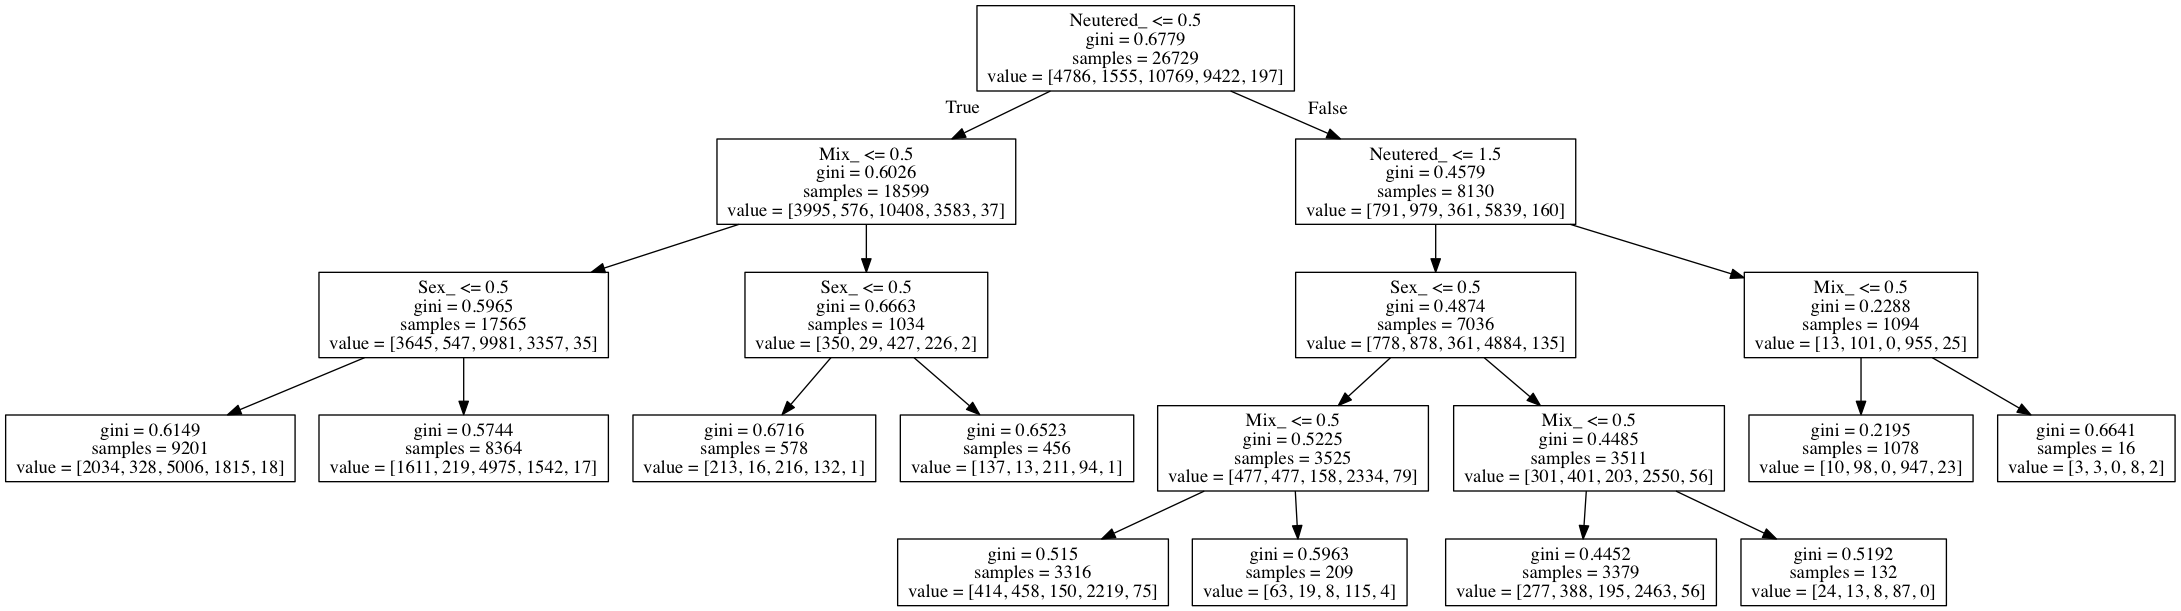 Neutered_ <= 0.5
gini = 0.6779
samples = 26729
value = [4786, 1555, 10769, 9422, 197]
True
False
Mix_ <= 0.5
gini = 0.6026
samples = 18599
value = [3995, 576, 10408, 3583, 37]
Neutered_ <= 1.5
gini = 0.4579
samples = 8130
value = [791, 979, 361, 5839, 160]
Sex_ <= 0.5
gini = 0.5965
samples = 17565
value = [3645, 547, 9981, 3357, 35]
Sex_ <= 0.5
gini = 0.6663
samples = 1034
value = [350, 29, 427, 226, 2]
Sex_ <= 0.5
gini = 0.4874
samples = 7036
value = [778, 878, 361, 4884, 135]
Mix_ <= 0.5
gini = 0.2288
samples = 1094
value = [13, 101, 0, 955, 25]
gini = 0.6149
samples = 9201
value = [2034, 328, 5006, 1815, 18]
gini = 0.5744
samples = 8364
value = [1611, 219, 4975, 1542, 17]
gini = 0.6716
samples = 578
value = [213, 16, 216, 132, 1]
gini = 0.6523
samples = 456
value = [137, 13, 211, 94, 1]
Mix_ <= 0.5
gini = 0.5225
samples = 3525
value = [477, 477, 158, 2334, 79]
Mix_ <= 0.5
gini = 0.4485
samples = 3511
value = [301, 401, 203, 2550, 56]
gini = 0.2195
samples = 1078
value = [10, 98, 0, 947, 23]
gini = 0.6641
samples = 16
value = [3, 3, 0, 8, 2]
gini = 0.515
samples = 3316
value = [414, 458, 150, 2219, 75]
gini = 0.5963
samples = 209
value = [63, 19, 8, 115, 4]
gini = 0.4452
samples = 3379
value = [277, 388, 195, 2463, 56]
gini = 0.5192
samples = 132
value = [24, 13, 8, 87, 0]